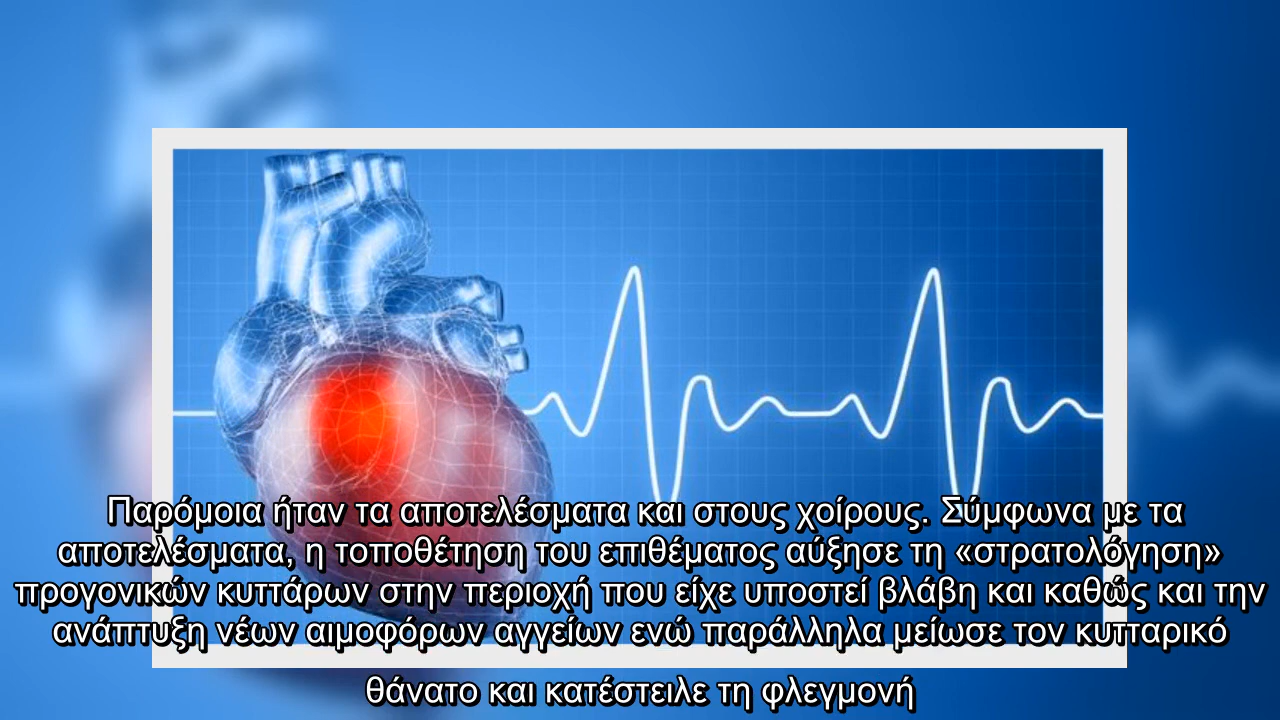 Παρόμοια ήταν τα αποτελέσματα και στους χοίρους. Σύμφωνα με τα
αποτελέσματα, η τοποθέτηση του επιθέματος αύξησε τη «στρατολόγηση»
προγονικών κυττάρων στην περιοχή που είχε υποστεί βλάβη και καθώς και την
ανάπτυξη νέων αιμοφόρων αγγείων ενώ παράλληλα μείωσε τον κυτταρικό
θάνατο και κατέστειλε τη φλεγμονή